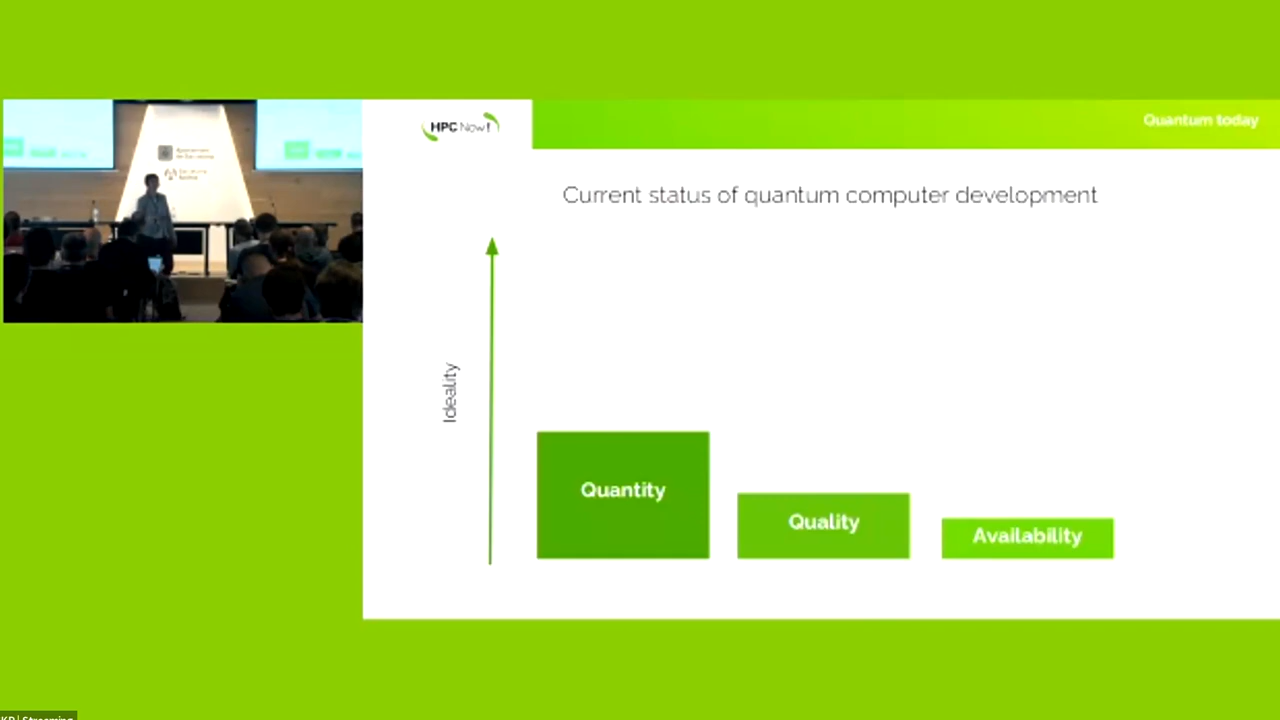 HPC Now!
Quantum today
Current status of quantum computer development
Ideality
Quantity
Quality
Availability